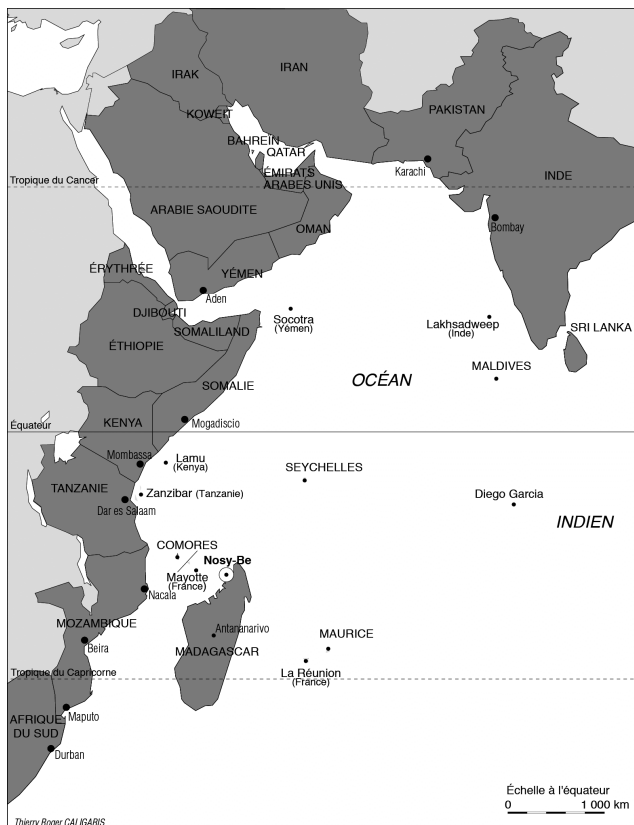 IRAK
IRAN
KOWEIT
PAKISTAN
BAHREÏN
QATAR
Karachi
Tropique du Cancer
ÉMIRATS
ARABES UNIS
INDE
ARABIE SAOUDITE
Bombay
OMAN
ÉRYTHRÉE
YÉMEN
Aden
DJIBOUTI
Socotra
(Yémen)
Lakhsadweep
(Inde)
SRI LANKA
SOMALILAND
ÉTHIOPIE
MALDIVES
OCÉAN
SOMALIE
Équateur
KENYA
Mogadiscio
Mombassa
Lamu
(Kenya)
SEYCHELLES
TANZANIE
Zanzibar (Tanzanie)
Diego Garcia
Dar es Salaam
INDIEN
COMORES
Nosy-Be
Mayotte
(France)
Nacala
MOZAMBIQUE
Antananarivo
MAURICE
Beira
MADAGASCAR
Tropique du Capricorne
La Réunion
(France)
AFRIQUE
DU SUD
Maputo
Durban
Échelle à l'équateur
0 1 000 km
Thierry Roger CALIGARIS